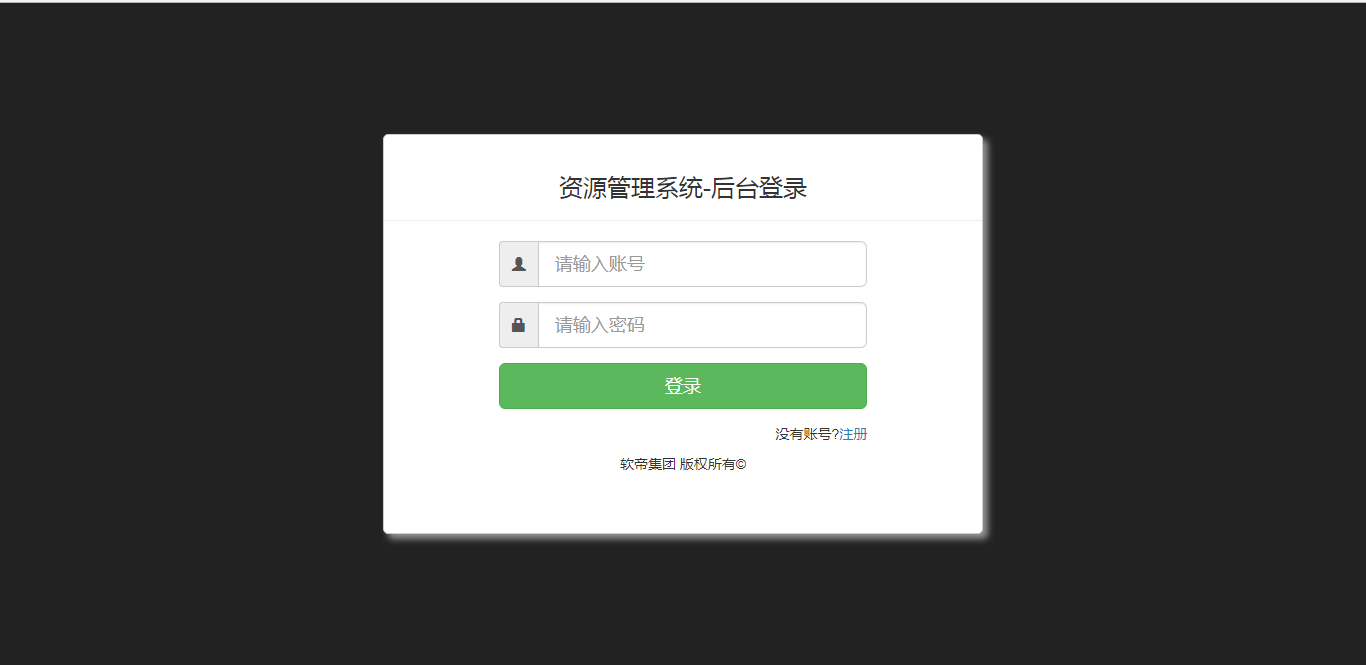 资源管理系统-后台登录
请输入账号
请输入密码
登录
没有账号?注册
软帝集团 版权所有©